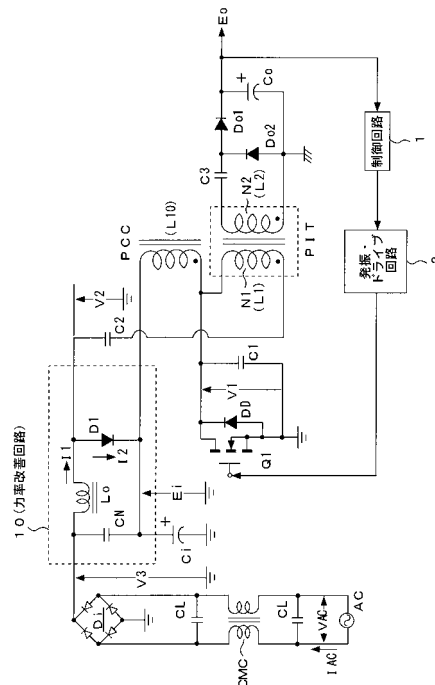 10(力率改善回路)
I1
Lo
CN
D1
I2
Ei
Ci
V3
Di
CL
CMC
CL
VAC
IAC
AC
V2
C2
PCC
(L10)
C1
V1
DD
Q1
N1
(L1)
N2
(L2)
PIT
C3
Do1
Do2
Co
Eo
制御回路
1
発振・
ドライブ
回路
2